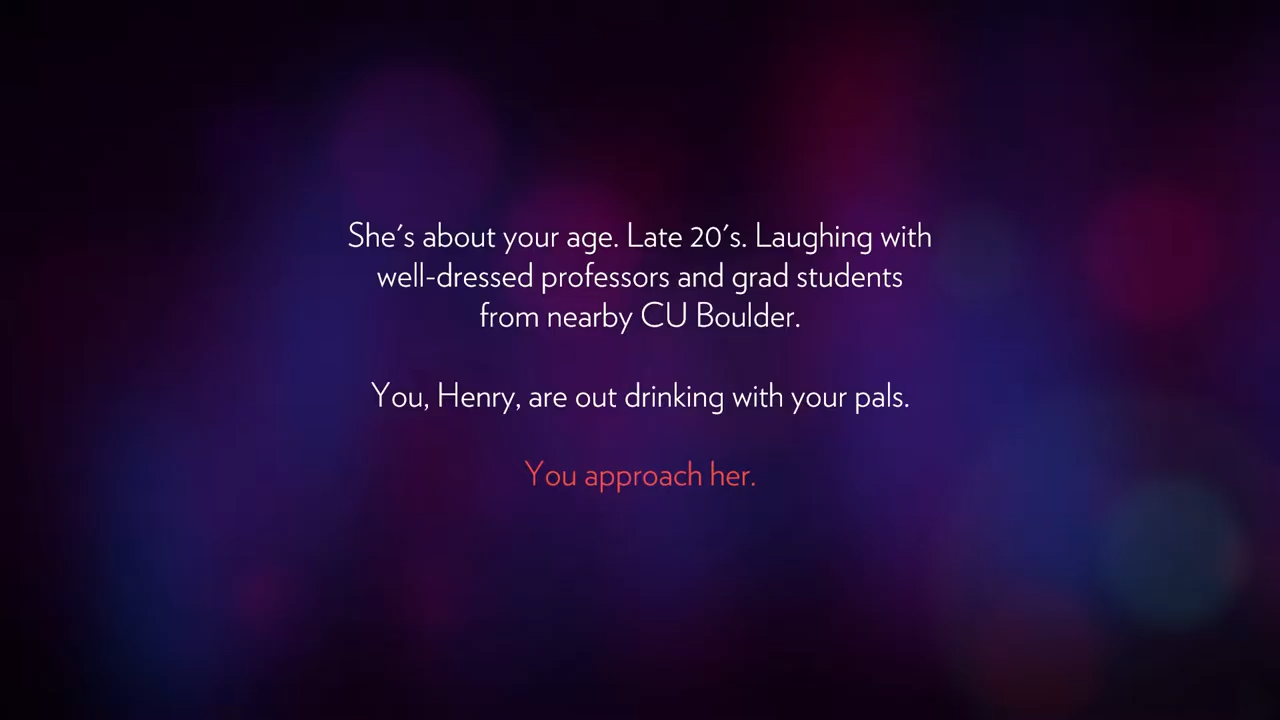 She's about your age. Late 20's. Laughing with
well-dressed professors and grad students
from nearby CU Boulder.
You, Henry, are out drinking with your pals.
You approach her.